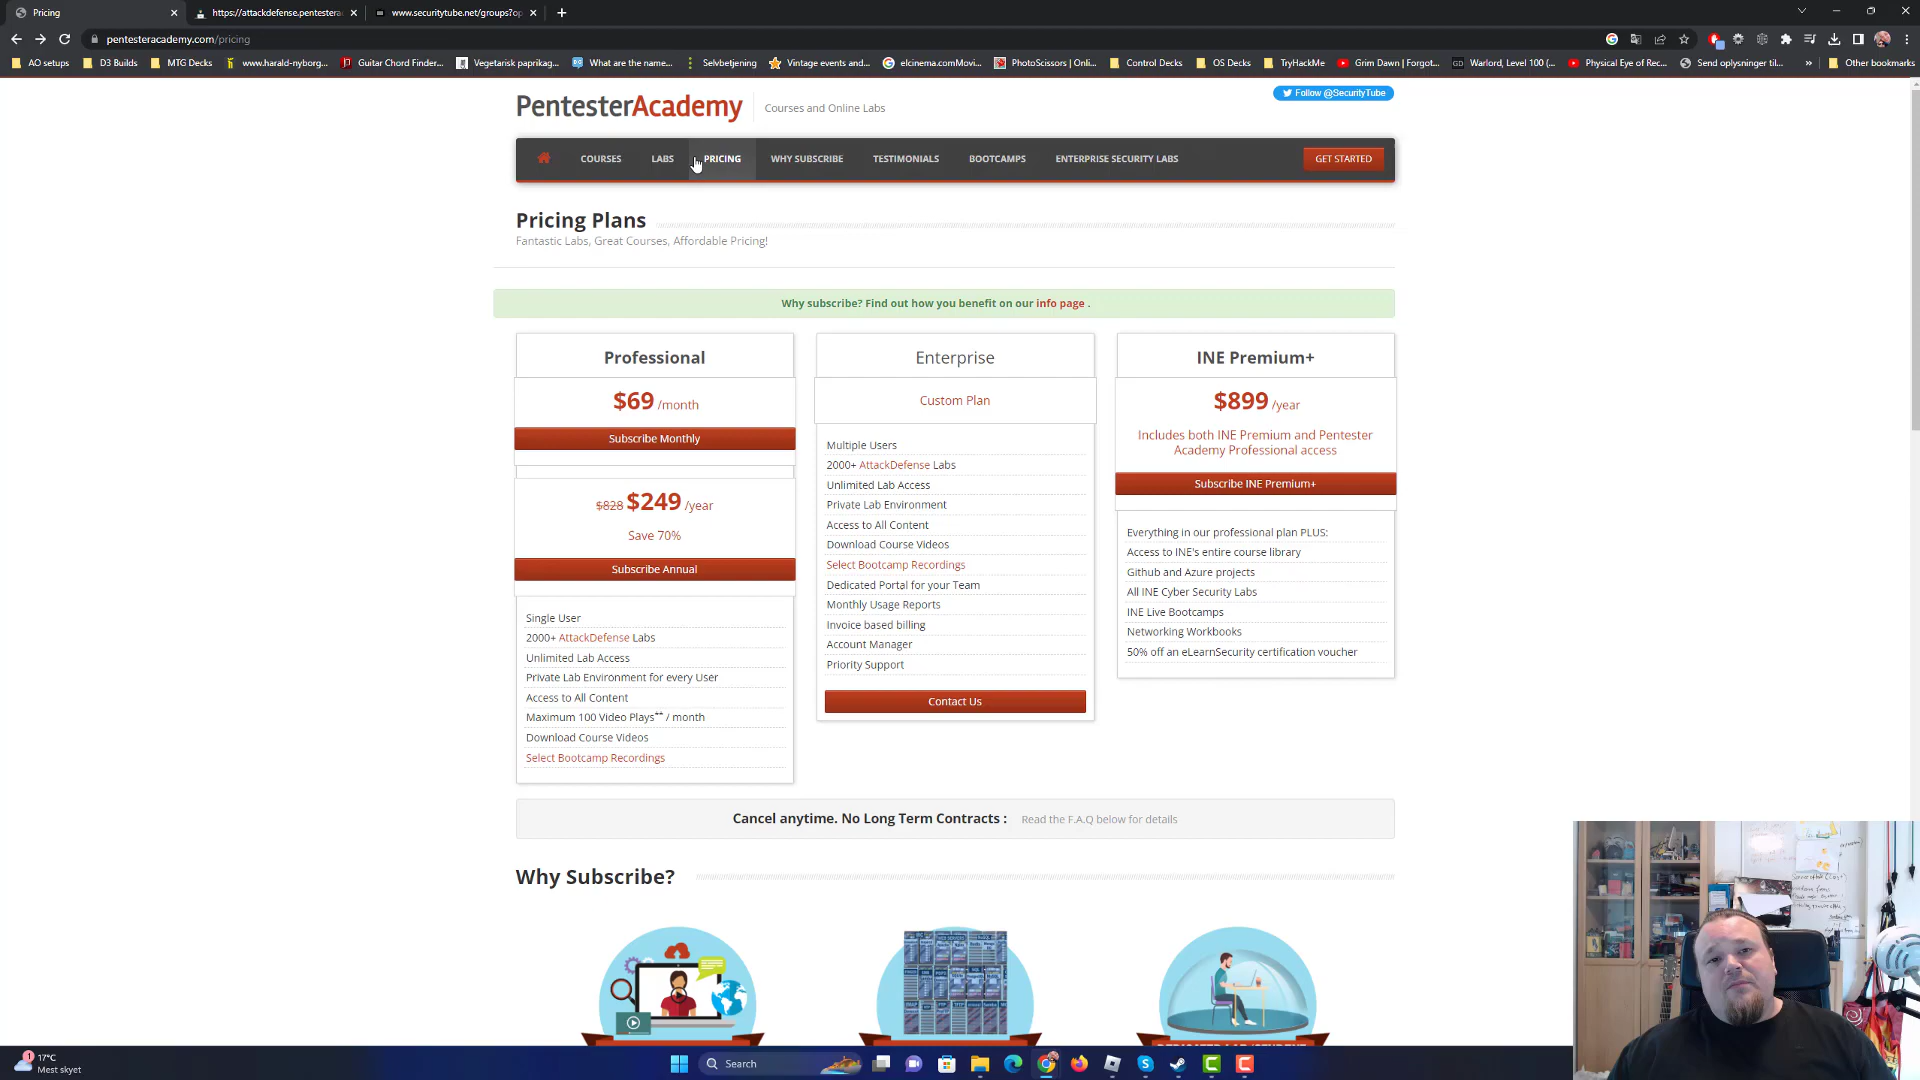 Pricing
https://attackdefense.pentestera
www.securitytube.net/groups?op
pentesteracademy.com/pricing
AO setups
D3 Builds
MTG Decks
www.harald-nyborg...
Guitar Chord Finder...
Vegetarisk paprikag...
What are the name...
Selvbetjening
Vintage events and...
elcinema.comMovi...
PhotoScissors | Onli...
Control Decks
OS Decks
TryHackMe
Grim Dawn | Forgot...
Warlord, Level 100 (...
Physical Eye of Rec...
Send oplysninger til...
Other bookmarks
PentesterAcademy
Courses and Online Labs
Follow @SecurityTube
COURSES
LABS
PRICING
WHY SUBSCRIBE
TESTIMONIALS
BOOTCAMPS
ENTERPRISE SECURITY LABS
GET STARTED
Pricing Plans
Fantastic Labs, Great Courses, Affordable Pricing!
Why subscribe? Find out how you benefit on our info page .
Professional
$69 /month
Subscribe Monthly
$828 $249 /year
Save 70%
Subscribe Annual
Single User
2000+ AttackDefense Labs
Unlimited Lab Access
Private Lab Environment for every User
Access to All Content
Maximum 100 Video Plays** / month
Download Course Videos
Select Bootcamp Recordings
Enterprise
Custom Plan
Multiple Users
2000+ AttackDefense Labs
Unlimited Lab Access
Private Lab Environment
Access to All Content
Download Course Videos
Select Bootcamp Recordings
Dedicated Portal for your Team
Monthly Usage Reports
Invoice based billing
Account Manager
Priority Support
Contact Us
INE Premium+
$899 /year
Includes both INE Premium and Pentester
Academy Professional access
Subscribe INE Premium+
Everything in our professional plan PLUS:
Access to INE's entire course library
Github and Azure projects
All INE Cyber Security Labs
INE Live Bootcamps
Networking Workbooks
50% off an eLearnSecurity certification voucher
Cancel anytime. No Long Term Contracts :
Read the F.A.Q below for details
Why Subscribe?
1
17°C
Mest skyet
Search